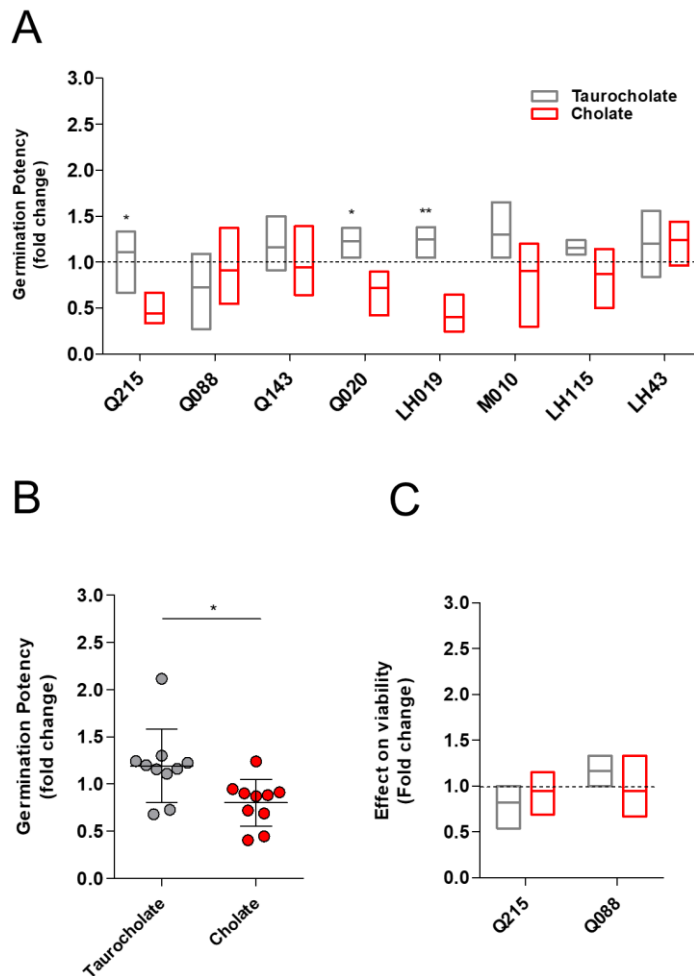 A
Germination Potency
(fold change)
3.0
2.5
2.0
1.5
1.0
0.5
0.0
Taurocholate
Cholate
*
*
**
Q215
Q088
Q143
Q020
LH019
M010
LH115
LH43
B
Germination Potency
(fold change)
3.0
2.5
2.0
1.5
1.0
0.5
0.0
*
Taurocholate
Cholate
C
Effect on viability
(Fold change)
3.0
2.5
2.0
1.5
1.0
0.5
0.0
Q215
Q088